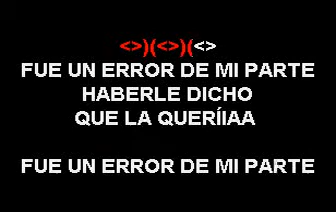 <>)(<>)(<>
FUE UN ERROR DE MI PARTE
HABERLE DICHO
QUE LA QUERÍIAA
FUE UN ERROR DE MI PARTE